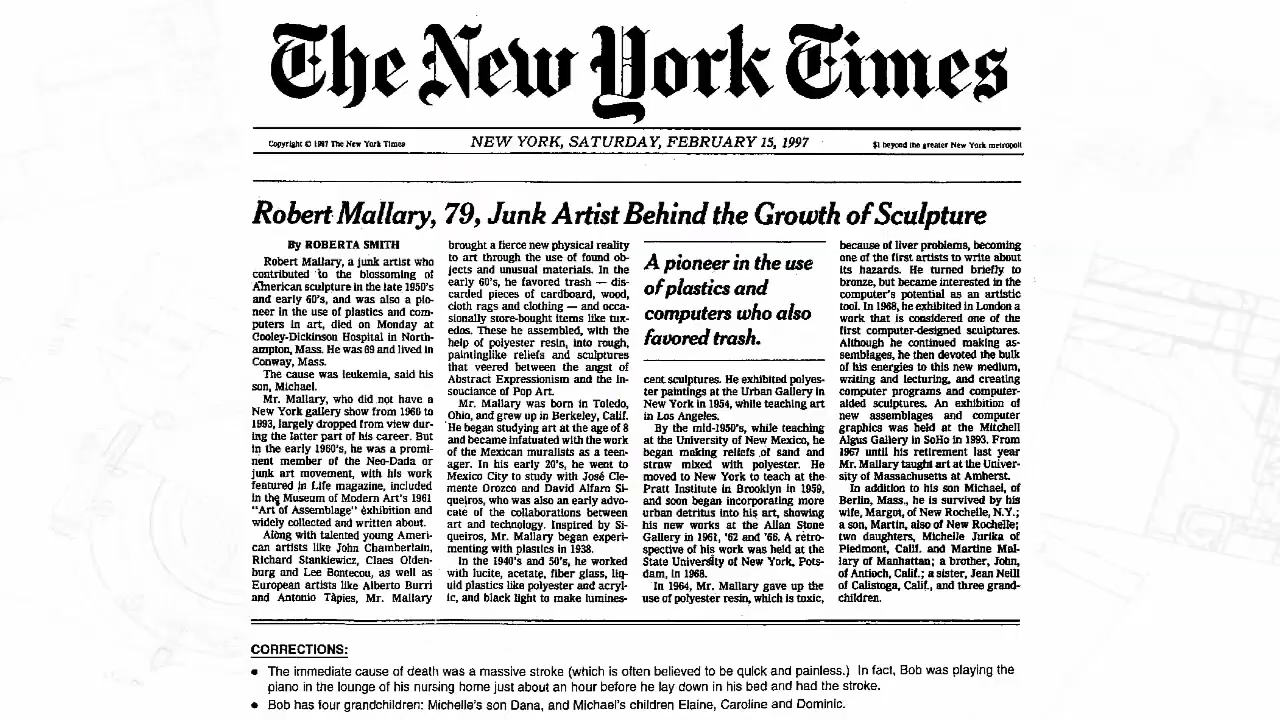 The New York Times
Copyright © 1997 The New York Times
NEW YORK, SATURDAY, FEBRUARY 15, 1997
$1 beyond the greater New York metropoli
Robert Mallary, 79, Junk Artist Behind the Growth of Sculpture
By ROBERTA SMITH
Robert Mallary, a junk artist who
contributed to the blossoming of
American sculpture in the late 1950's
and early 60's, and was also a pio-
neer in the use of plastics and com-
puters in art, died on Monday at
Cooley-Dickinson Hospital in North-
ampton, Mass. He was 69 and lived in
Conway, Mass.
The cause was leukemia, said his
son, Michael.
Mr. Mallary, who did not have a
New York gallery show from 1966 to
1993, largely dropped from view dur-
ing the latter part of his career. But
in the early 1960's, he was a promi-
nent member of the Neo-Dada or
junk art movement, with his work
featured in Life magazine, included
in the Museum of Modern Art's 1961
"Art of Assemblage" exhibition and
widely collected and written about.
Along with talented young Ameri-
can artists like John Chamberlain,
Richard Stankiewicz, Claes Olden-
burg and Lee Bontecou, as well as
European artists like Alberto Burri
and Antonio Tàpies, Mr. Mallary
brought a fierce new physical reality
to art through the use of found ob-
jects and unusual materials. In the
early 60's, he favored trash — dis-
carded pieces of cardboard, wood,
cloth rags and clothing — and occa-
sionally store-bought items like tux-
edos. These he assembled, with the
help of polyester resin, into rough,
paintinglike reliefs and sculptures
that veered between the angst of
Abstract Expressionism and the in-
souciance of Pop Art.
Mr. Mallary was born in Toledo,
Ohio, and grew up in Berkeley, Calif.
He began studying art at the age of 8
and became infatuated with the work
of the Mexican muralists as a teen-
ager. In his early 20's, he went to
Mexico City to study with José Cle-
mente Orozco and David Alfaro Si-
queiros, who was also an early advo-
cate of the collaborations between
art and technology. Inspired by Si-
queiros, Mr. Mallary began experi-
menting with plastics in 1938.
In the 1940's and 50's, he worked
with lucite, acetate, fiber glass, liq-
uid plastics like polyester and acryl-
ic, and black light to make lumines-
A pioneer in the use
of plastics and
computers who also
favored trash.
cent sculptures. He exhibited polyes-
ter paintings at the Urban Gallery in
New York in 1954, while teaching art
in Los Angeles.
By the mid-1950's, while teaching
at the University of New Mexico, he
began making reliefs of sand and
straw mixed with polyester. He
moved to New York to teach at the
Pratt Institute in Brooklyn in 1959,
and soon began incorporating more
urban detritus into his art, showing
his new works at the Allan Stone
Gallery in 1961, '62 and '66. A retro-
spective of his work was held at the
State University of New York, Pots-
dam, in 1968.
In 1964, Mr. Mallary gave up the
use of polyester resin, which is toxic,
because of liver problems, becoming
one of the first artists to write about
its hazards. He turned briefly to
bronze, but became interested in the
computer's potential as an artistic
tool. In 1968, he exhibited in London a
work that is considered one of the
first computer-designed sculptures.
Although he continued making as-
semblages, he then devoted the bulk
of his energies to this new medium,
writing and lecturing, and creating
computer programs and computer-
aided sculptures. An exhibition of
new assemblages and computer
graphics was held at the Mitchell
Algus Gallery in SoHo in 1993. From
1967 until his retirement last year
Mr. Mallary taught art at the Univer-
sity of Massachusetts at Amherst.
In addition to his son Michael, of
Berlin, Mass., he is survived by his
wife, Margot, of New Rochelle, N.Y.;
a son, Martin, also of New Rochelle;
two daughters, Michelle Jurika of
Piedmont, Calif. and Martine Mal-
lary of Manhattan; a brother, John,
of Antioch, Calif.; a sister, Jean Neill
of Calistoga, Calif., and three grand-
children.
CORRECTIONS:
• The immediate cause of death was a massive stroke (which is often believed to be quick and painless.) In fact, Bob was playing the
piano in the lounge of his nursing home just about an hour before he lay down in his bed and had the stroke.
• Bob has four grandchildren: Michelle's son Dana, and Michael's children Elaine, Caroline and Dominic.